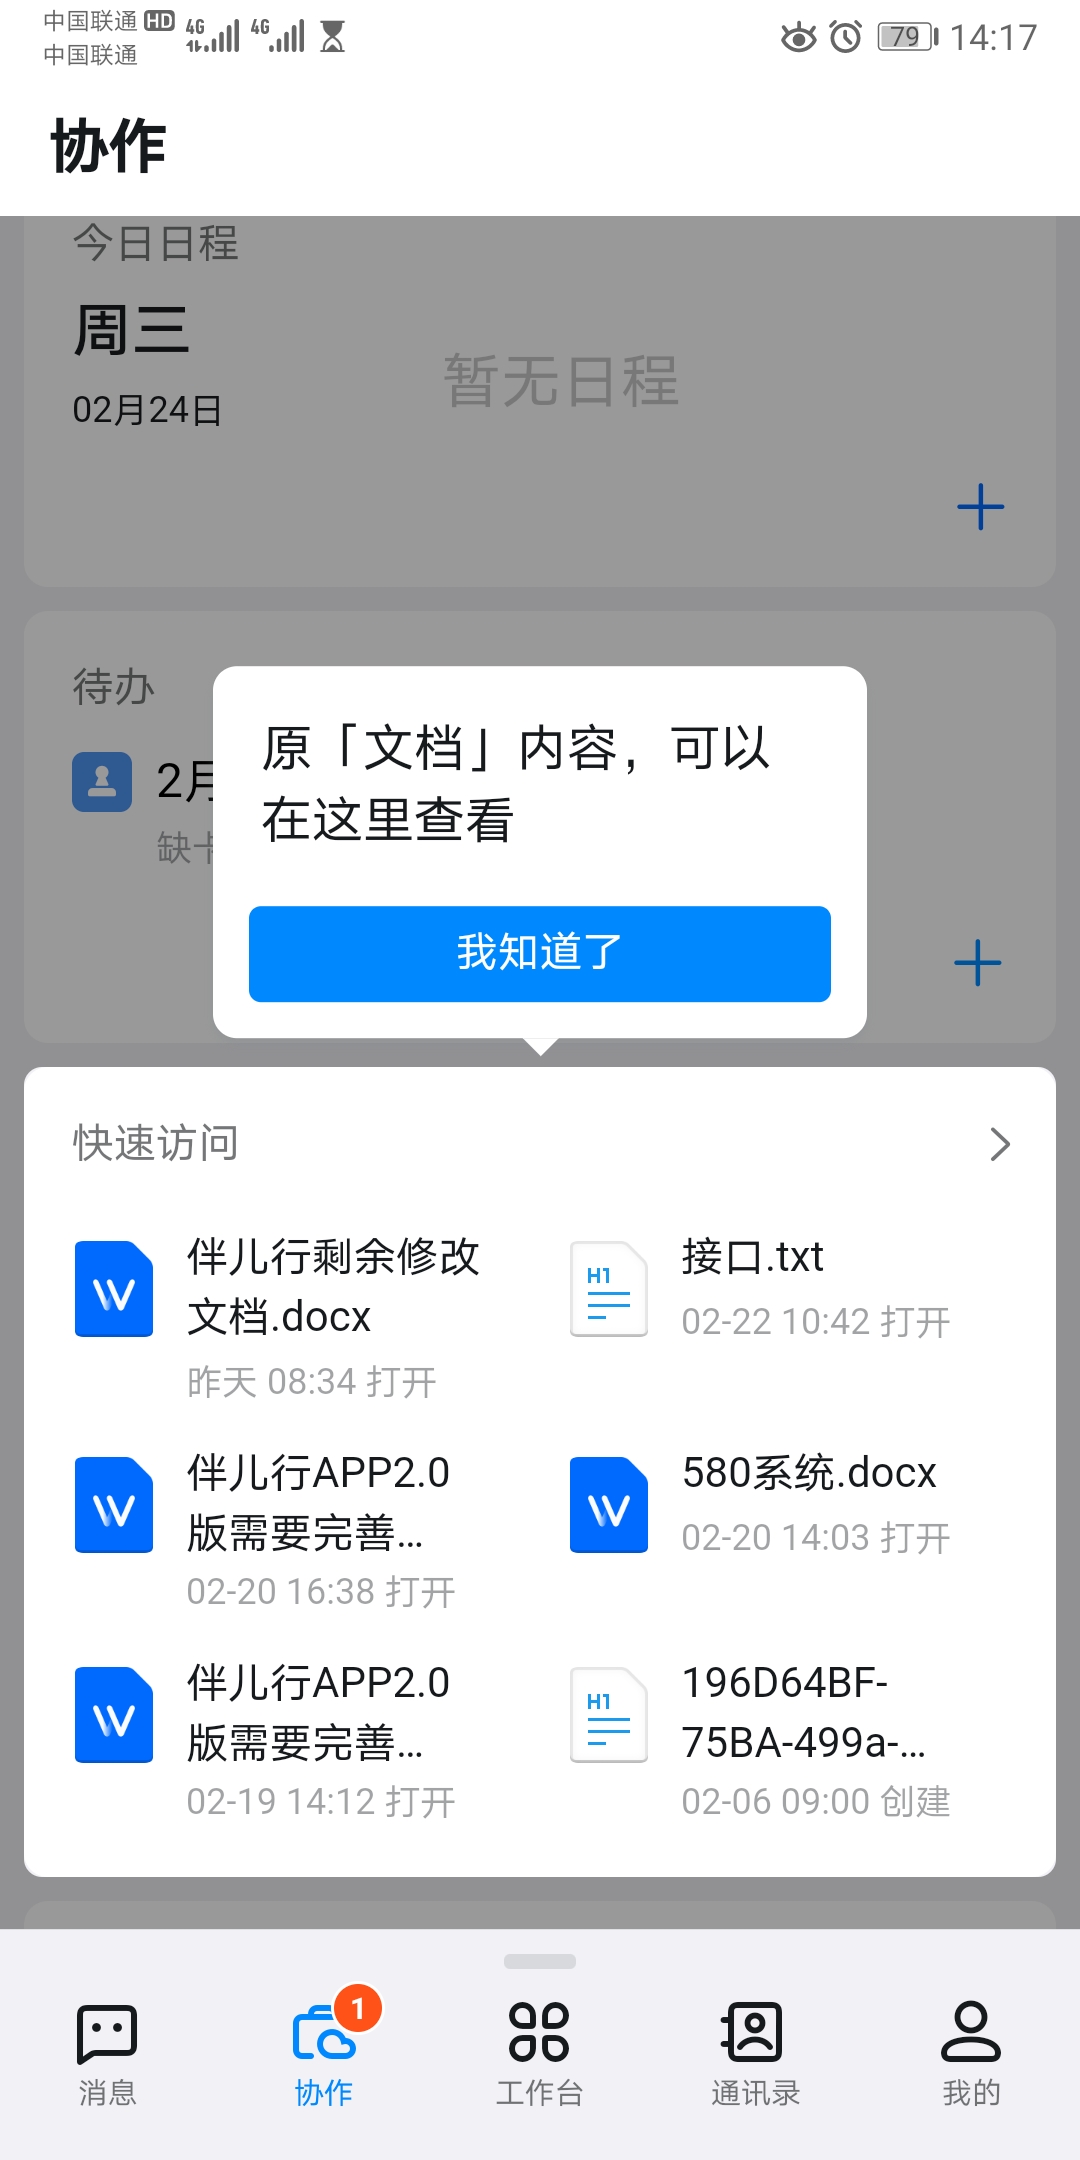 中国联通 HD 4G 4G 79 14:17
中国联通
协作
今日日程
周三
暂无日程
02月24日
待办
2月
缺卡
原「文档」内容，可以
在这里查看
我知道了
快速访问
伴儿行剩余修改
文档.docx
昨天 08:34 打开
H1
接口.txt
02-22 10:42 打开
伴儿行APP2.0
版需要完善...
02-20 16:38 打开
580系统.docx
02-20 14:03 打开
伴儿行APP2.0
版需要完善...
02-19 14:12 打开
H1
196D64BF-
75BA-499a-...
02-06 09:00 创建
1
消息
协作
工作台
通讯录
我的